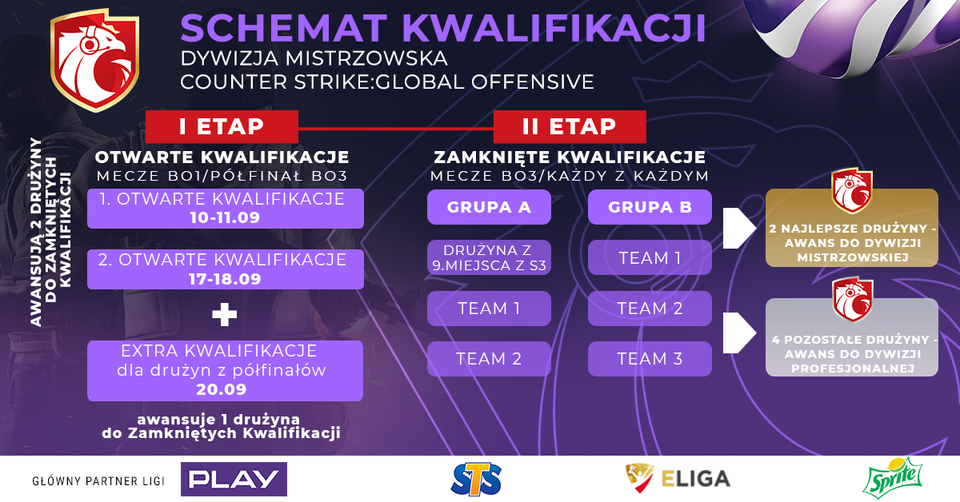 SCHEMAT KWALIFIKACJI
DYWIZJA MISTRZOWSKA
COUNTER STRIKE:GLOBAL OFFENSIVE
I ETAP
II ETAP
AWANSUJĄ 2 DRUŻYNY
DO ZAMKNIĘTYCH
KWALIFIKACJI
OTWARTE KWALIFIKACJE
MECZE BO1/PÓŁFINAŁ BO3
1. OTWARTE KWALIFIKACJE
10-11.09
2. OTWARTE KWALIFIKACJE
17-18.09
+
EXTRA KWALIFIKACJE
dla drużyn z półfinałów
20.09
awansuje 1 drużyna
do Zamkniętych Kwalifikacji
ZAMKNIĘTE KWALIFIKACJE
MECZE BO3/KAŻDY Z KAŻDYM
GRUPA A
DRUŻYNA Z
9.MIEJSCA Z S3
TEAM 1
TEAM 2
GRUPA B
TEAM 1
TEAM 2
TEAM 3
2 NAJLEPSZE DRUŻYNY -
AWANS DO DYWIZJI
MISTRZOWSKIEJ
4 POZOSTAŁE DRUŻYNY -
AWANS DO DYWIZJI
PROFESJONALNEJ
GŁÓWNY PARTNER LIGI
PLAY
STS
ELIGA
Sprite